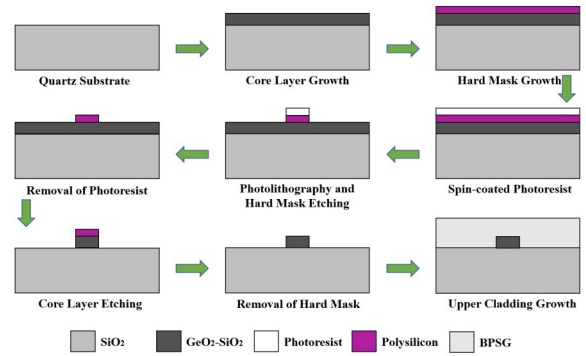 Quartz Substrate
Core Layer Growth
Hard Mask Growth
Removal of Photoresist
Photolithography and
Hard Mask Etching
Spin-coated Photoresist
Core Layer Etching
Removal of Hard Mask
Upper Cladding Growth
SiO₂
GeO₂-SiO₂
Photoresist
Polysilicon
BPSG